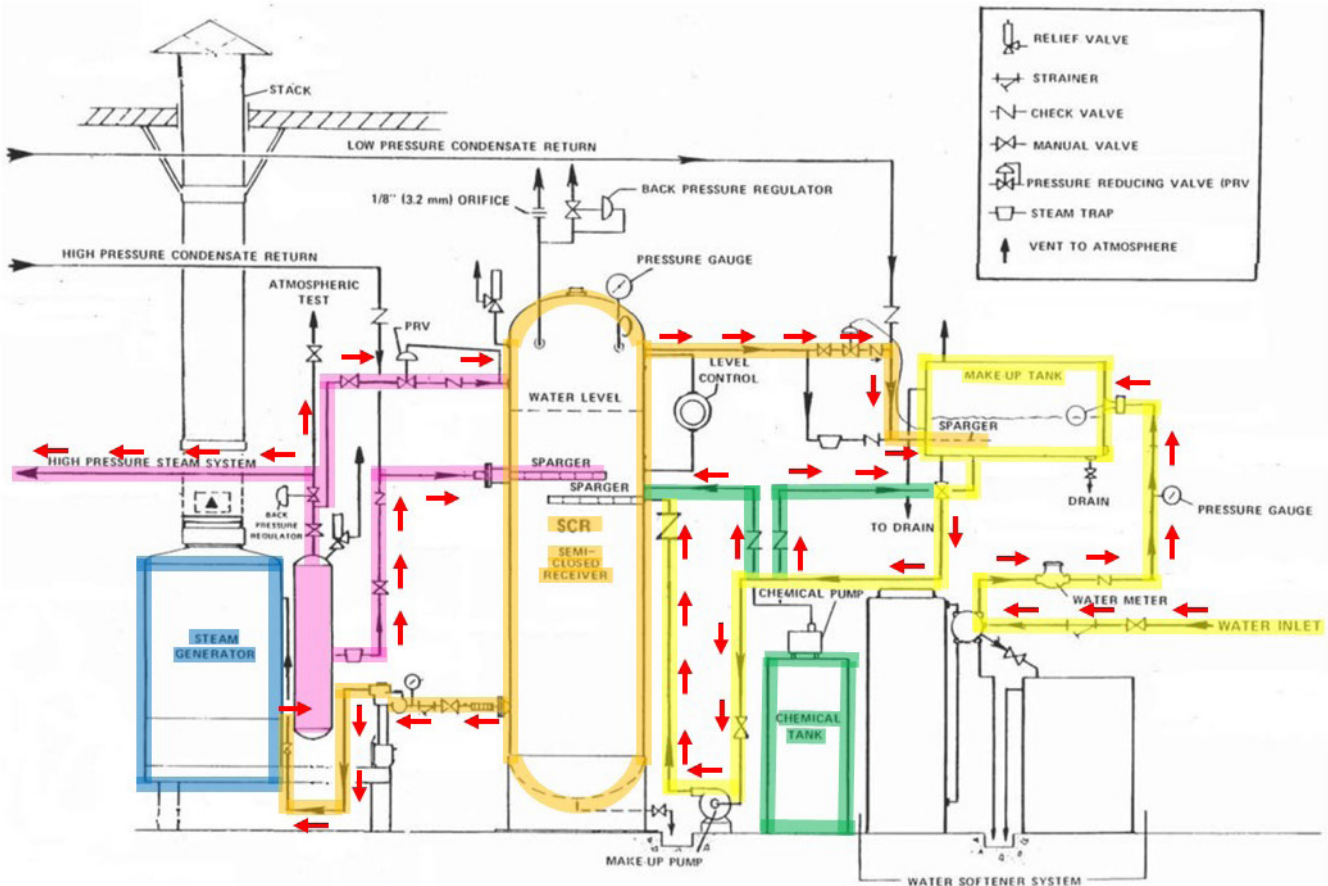 RELIEF VALVE
STRAINER
CHECK VALVE
MANUAL VALVE
PRESSURE REDUCING VALVE (PRV
STEAM TRAP
VENT TO ATMOSPHERE
STACK
LOW PRESSURE CONDENSATE RETURN
BACK PRESSURE REGULATOR
1/8" (3.2 mm) ORIFICE
HIGH PRESSURE CONDENSATE RETURN
PRESSURE GAUGE
ATMOSPHERIC
TEST
PRV
LEVEL
CONTROL
MAKE-UP TANK
WATER LEVEL
SPARGER
HIGH PRESSURE STEAM SYSTEM
SPARGER
SPARGER
DRAIN
PRESSURE GAUGE
BACK
PRESSURE
REGULATOR
TO DRAIN
SCR
SEMI-
CLOSED
RECEIVER
CHEMICAL PUMP
WATER METER
WATER INLET
STEAM
GENERATOR
CHEMICAL
TANK
MAKE-UP PUMP
WATER SOFTENER SYSTEM